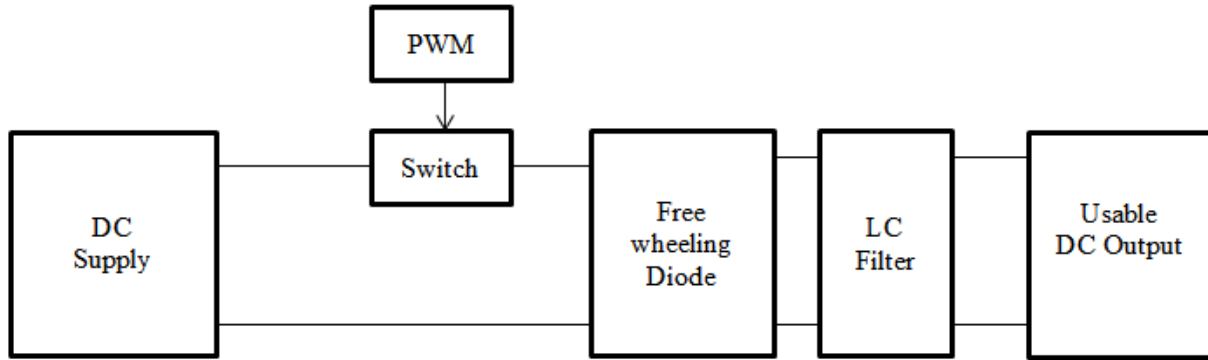 PWM
Switch
DC
Supply
Free
wheeling
Diode
LC
Filter
Usable
DC Output